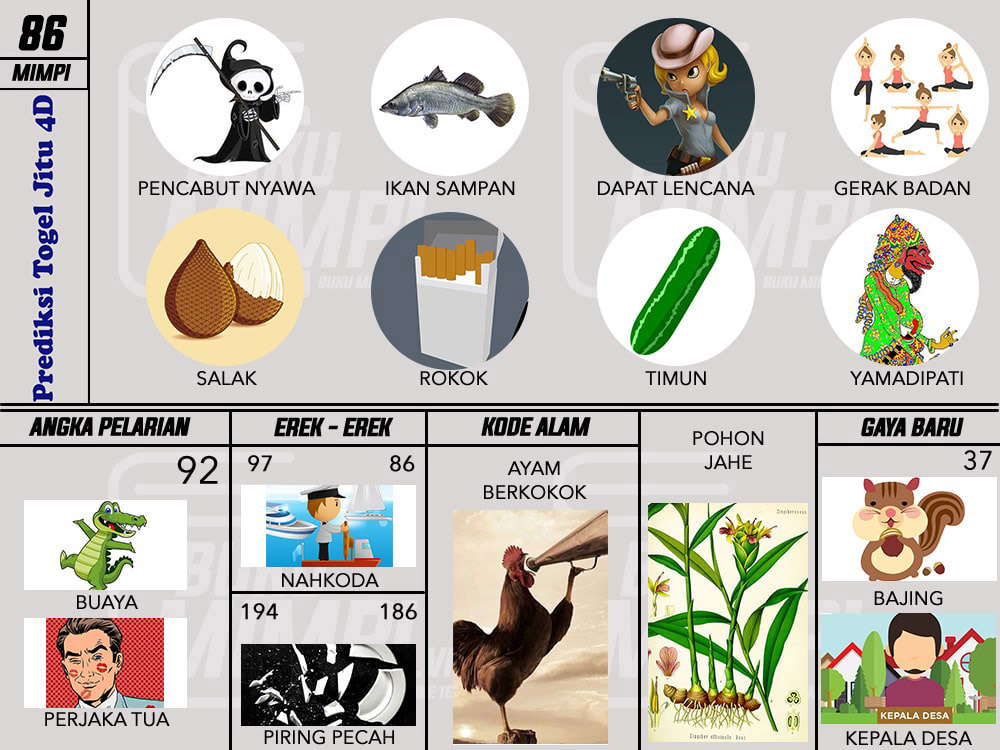 86
MIMPI
Prediksi Togel Jitu 4D
PENCABUT NYAWA
IKAN SAMPAN
DAPAT LENCANA
GERAK BADAN
SALAK
ROKOK
TIMUN
YAMADIPATI
ANGKA PELARIAN
92
BUAYA
PERJAKA TUA
EREK - EREK
97 86
NAHKODA
194 186
PIRING PECAH
KODE ALAM
AYAM
BERKOKOK
POHON
JAHE
GAYA BARU
37
BAJING
KEPALA DESA
KEPALA DESA